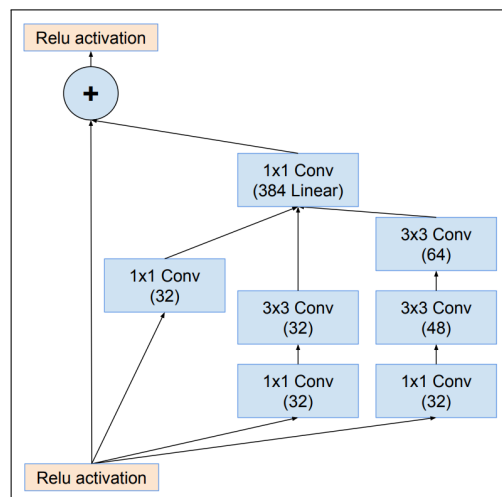 Relu activation
+
1x1 Conv
(384 Linear)
3x3 Conv
(64)
1x1 Conv
(32)
3x3 Conv
(32)
3x3 Conv
(48)
1x1 Conv
(32)
1x1 Conv
(32)
Relu activation